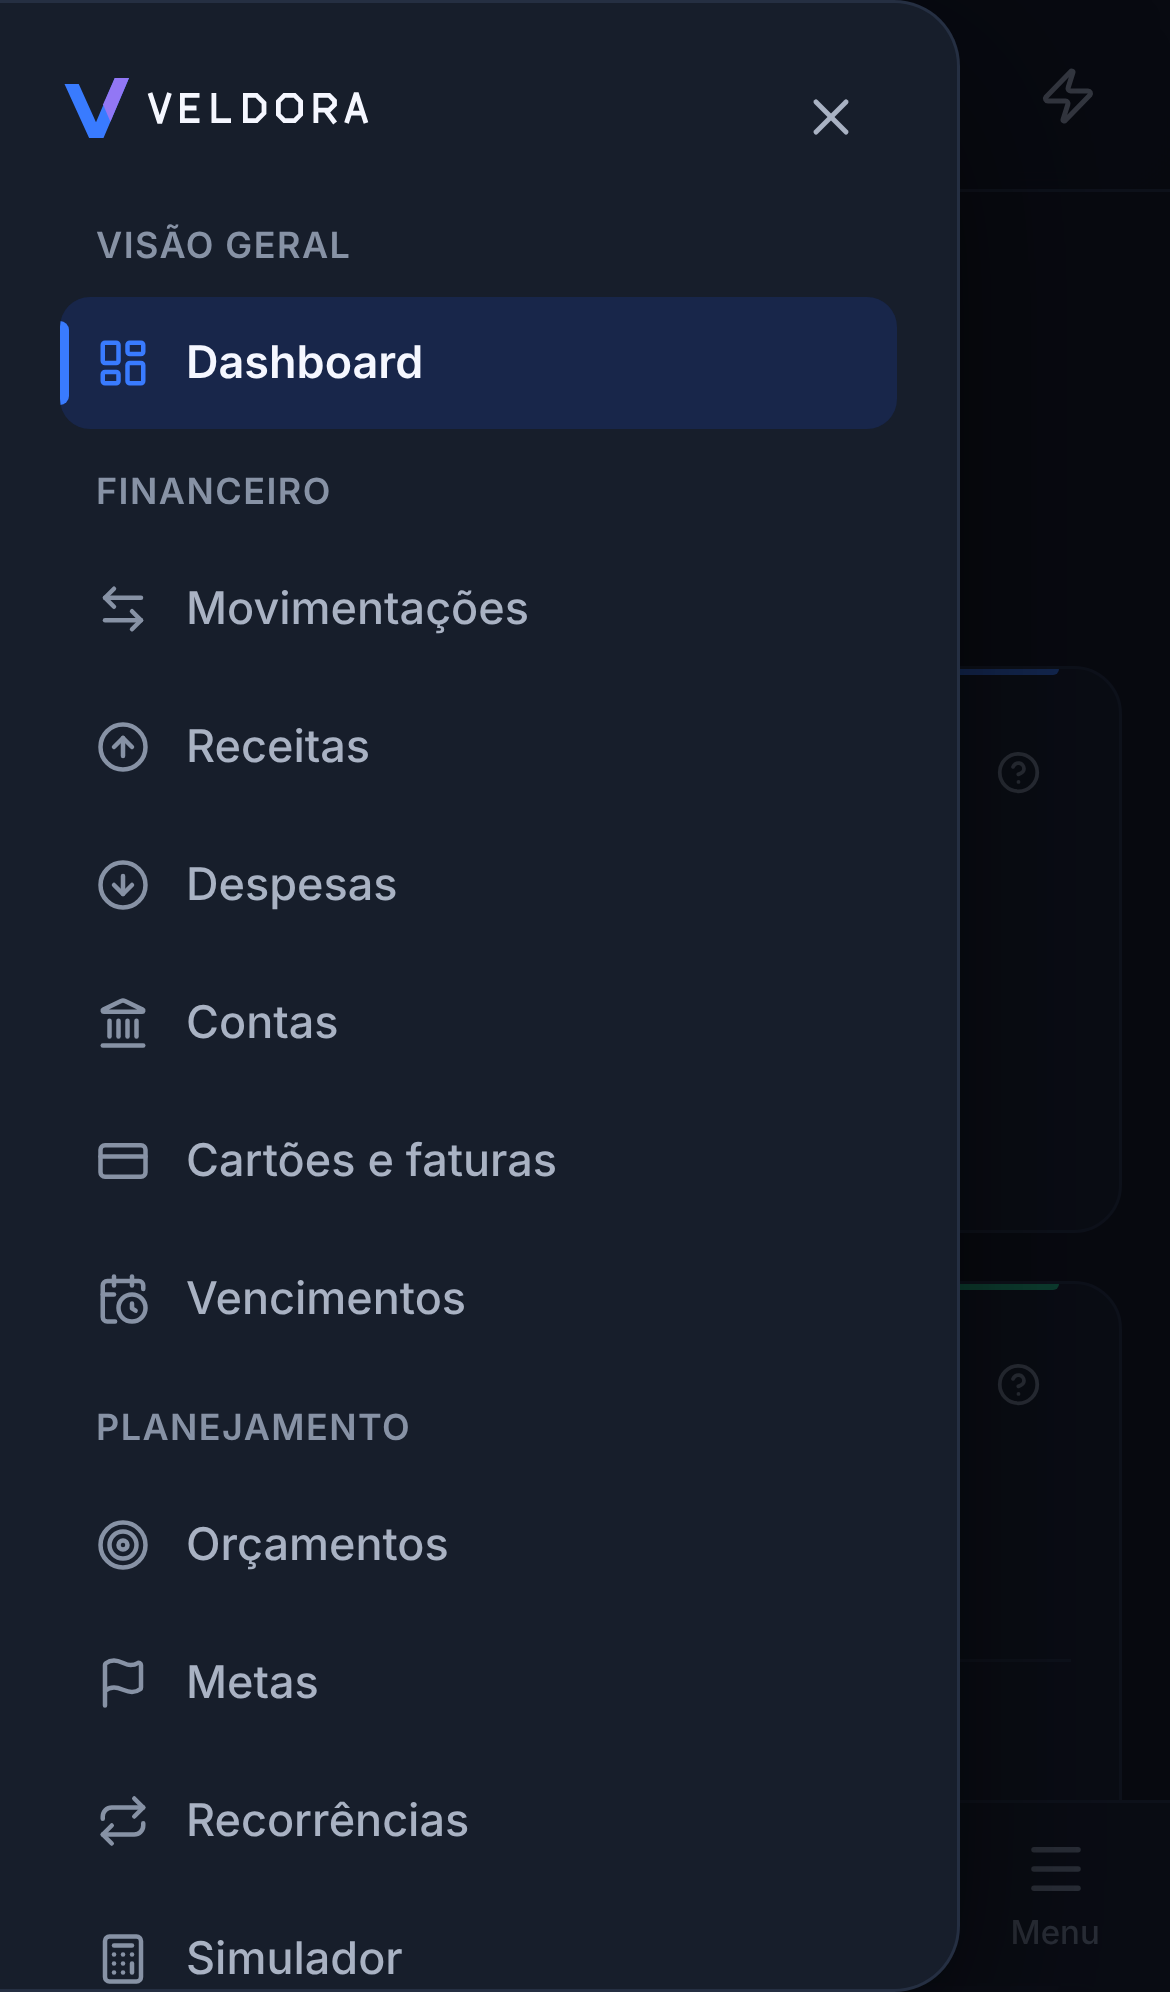 VELDORA
VISÃO GERAL
Dashboard
FINANCEIRO
Movimentações
Receitas
Despesas
Contas
Cartões e faturas
Vencimentos
PLANEJAMENTO
Orçamentos
Metas
Recorrências
Simulador
Menu